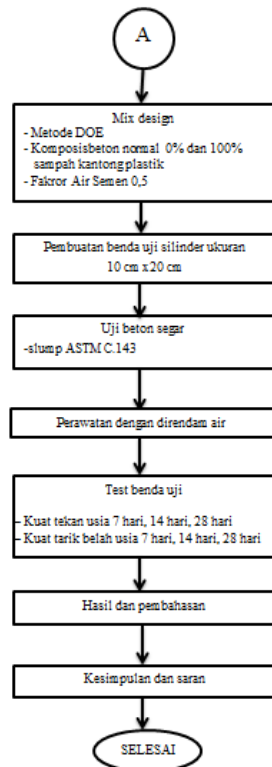 A
Mix design
- Metode DOE
- Komposisbeton normal 0% dan 100%
sampah kantong plastik
- Fakror Air Semen 0,5
Pembuatan benda uji silinder ukuran
10 cm x 20 cm
Uji beton segar
-slump ASTM C.143
Perawatan dengan direndam air
Test benda uji
– Kuat tekan usia 7 hari, 14 hari, 28 hari
– Kuat tarik belah usia 7 hari, 14 hari, 28 hari
Hasil dan pembahasan
Kesimpulan dan saran
SELESAI